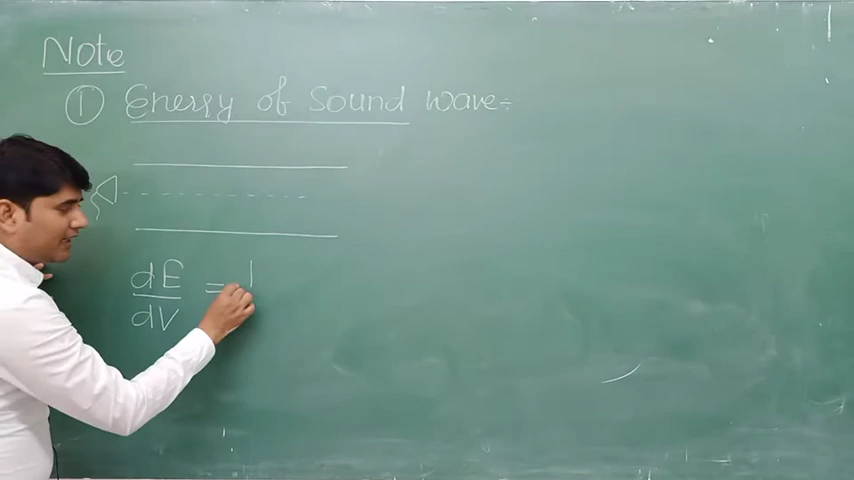 Note
① Energy of Sound wave÷
dE
dV
= 1